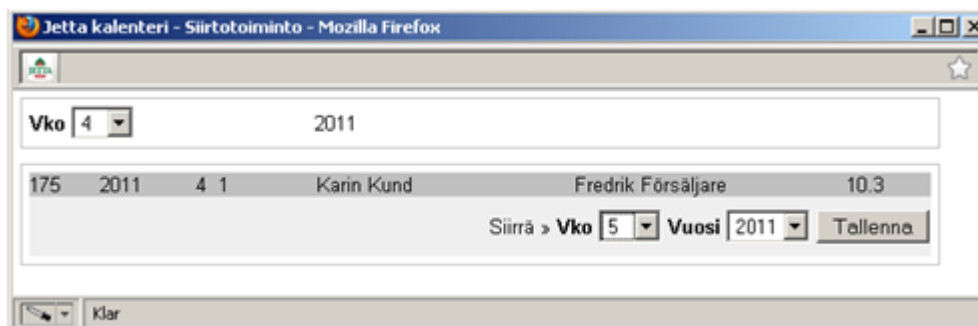 Jetta kalenteri - Siirtotoiminto - Mozilla Firefox
JETTA
Vko 4 2011
175 2011 4 1 Karin Kund Fredrik Försäljare 10.3
Siirrä » Vko 5 Vuosi 2011 Tallenna
Klar